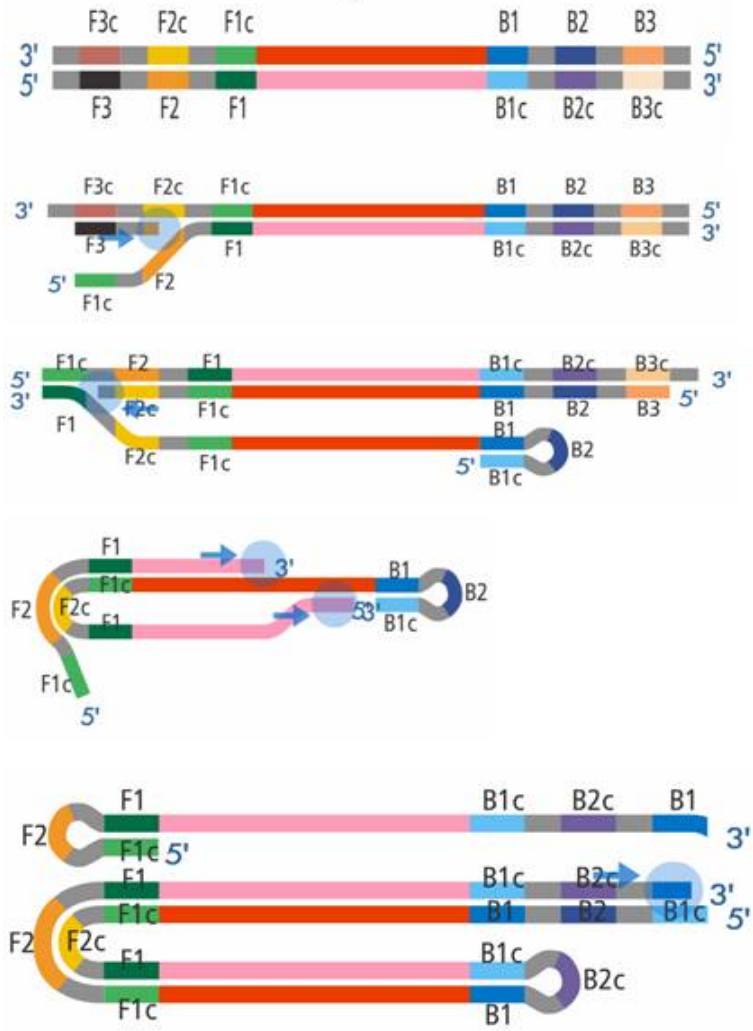 F3c F2c F1c B1 B2 B3
3' 5'
5' 3'
F3 F2 F1 B1c B2c B3c
F3c F2c F1c B1 B2 B3
3' 5'
3'
F3 F1 B1c B2c B3c
5' F2
F1c
F1c F2 F1 B1c B2c B3c
5' 3'
3' 5'
F2c F1c B1 B2 B3
F1 B1
F2c F1c 5' B1c B2
F1
3' B1
F1c
F2 F2c 5' 3' B2
F1 B1c
F1c
5'
F1 B1c B2c B1
F2 3'
F1c 5'
F1 B1c B2c
3'
F1c B1 B2 B1c 5'
F2 F2c
F1 B1c
B2c
F1c B1